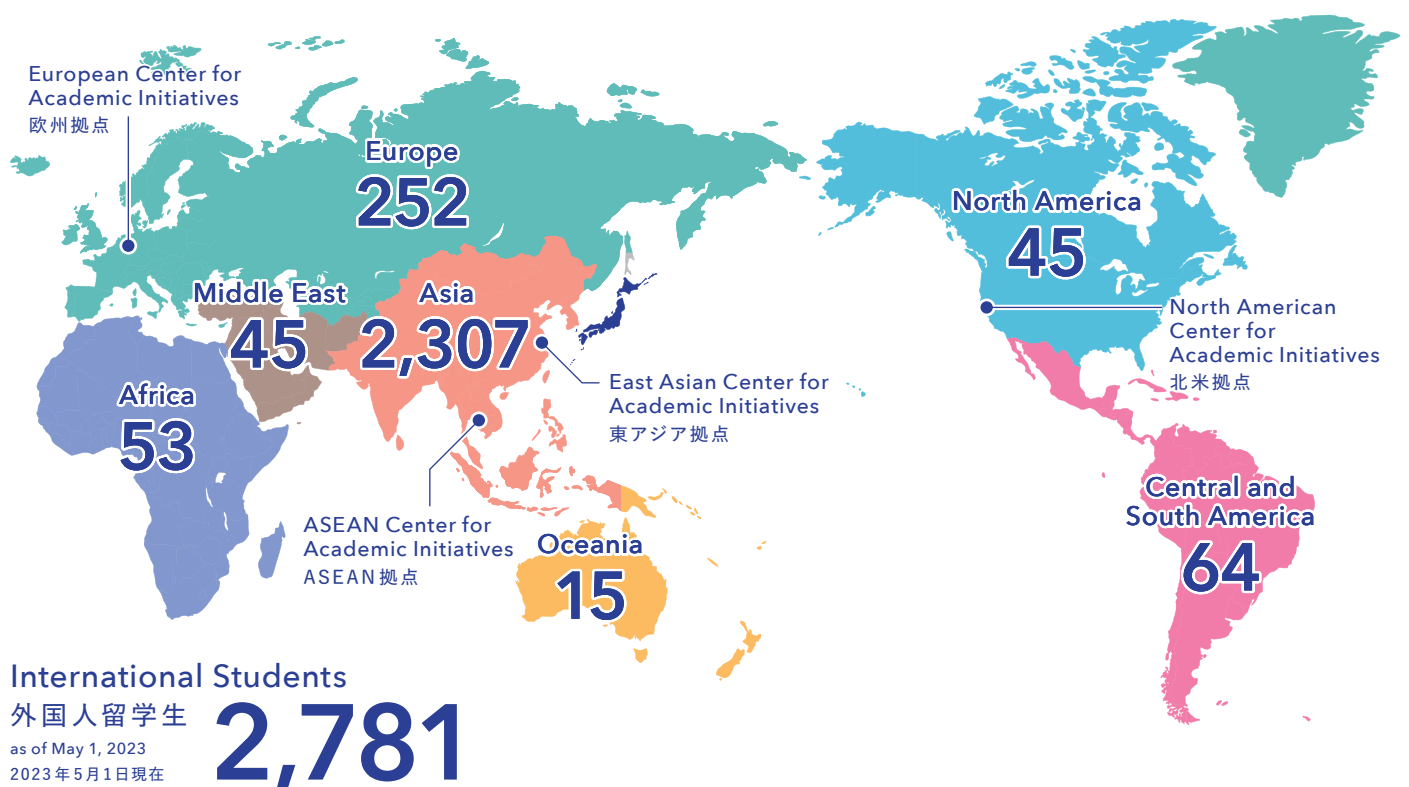 European Center for
Academic Initiatives
欧州拠点
Europe
252
North America
45
Middle East
45
Asia
2,307
North American
Center for
Academic Initiatives
北米拠点
Africa
53
East Asian Center for
Academic Initiatives
東アジア拠点
Central and
South America
64
ASEAN Center for
Academic Initiatives
ASEAN拠点
Oceania
15
International Students
外国人留学生
2,781
as of May 1, 2023
2023年5月1日現在